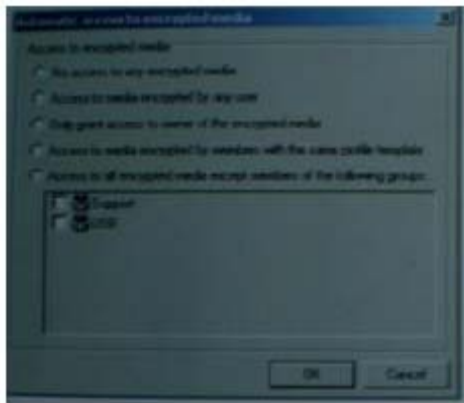 Automatic access to encrypted media
Access to encrypted media
No access to any encrypted media
Access to media encrypted by any user
Only grant access to owner of the encrypted media
Access to media encrypted by members with the same profile template
Access to all encrypted media except members of the following groups:
Support
OK
Cancel